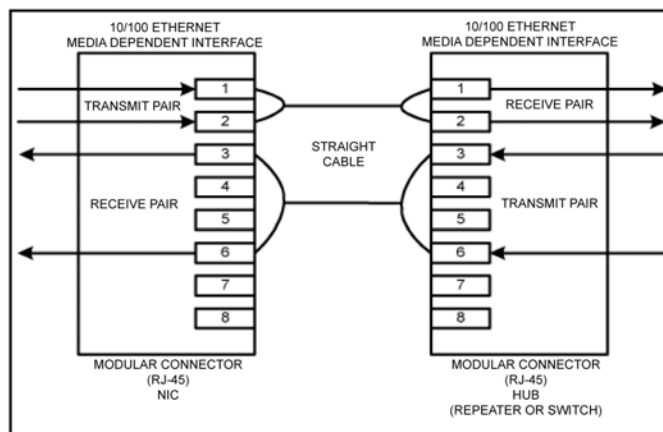 10/100 ETHERNET
MEDIA DEPENDENT INTERFACE
10/100 ETHERNET
MEDIA DEPENDENT INTERFACE
1
TRANSMIT PAIR
2
3
4
RECEIVE PAIR
5
6
7
8
STRAIGHT
CABLE
1
RECEIVE PAIR
2
3
4
TRANSMIT PAIR
5
6
7
8
MODULAR CONNECTOR
(RJ-45)
NIC
MODULAR CONNECTOR
(RJ-45)
HUB
(REPEATER OR SWITCH)